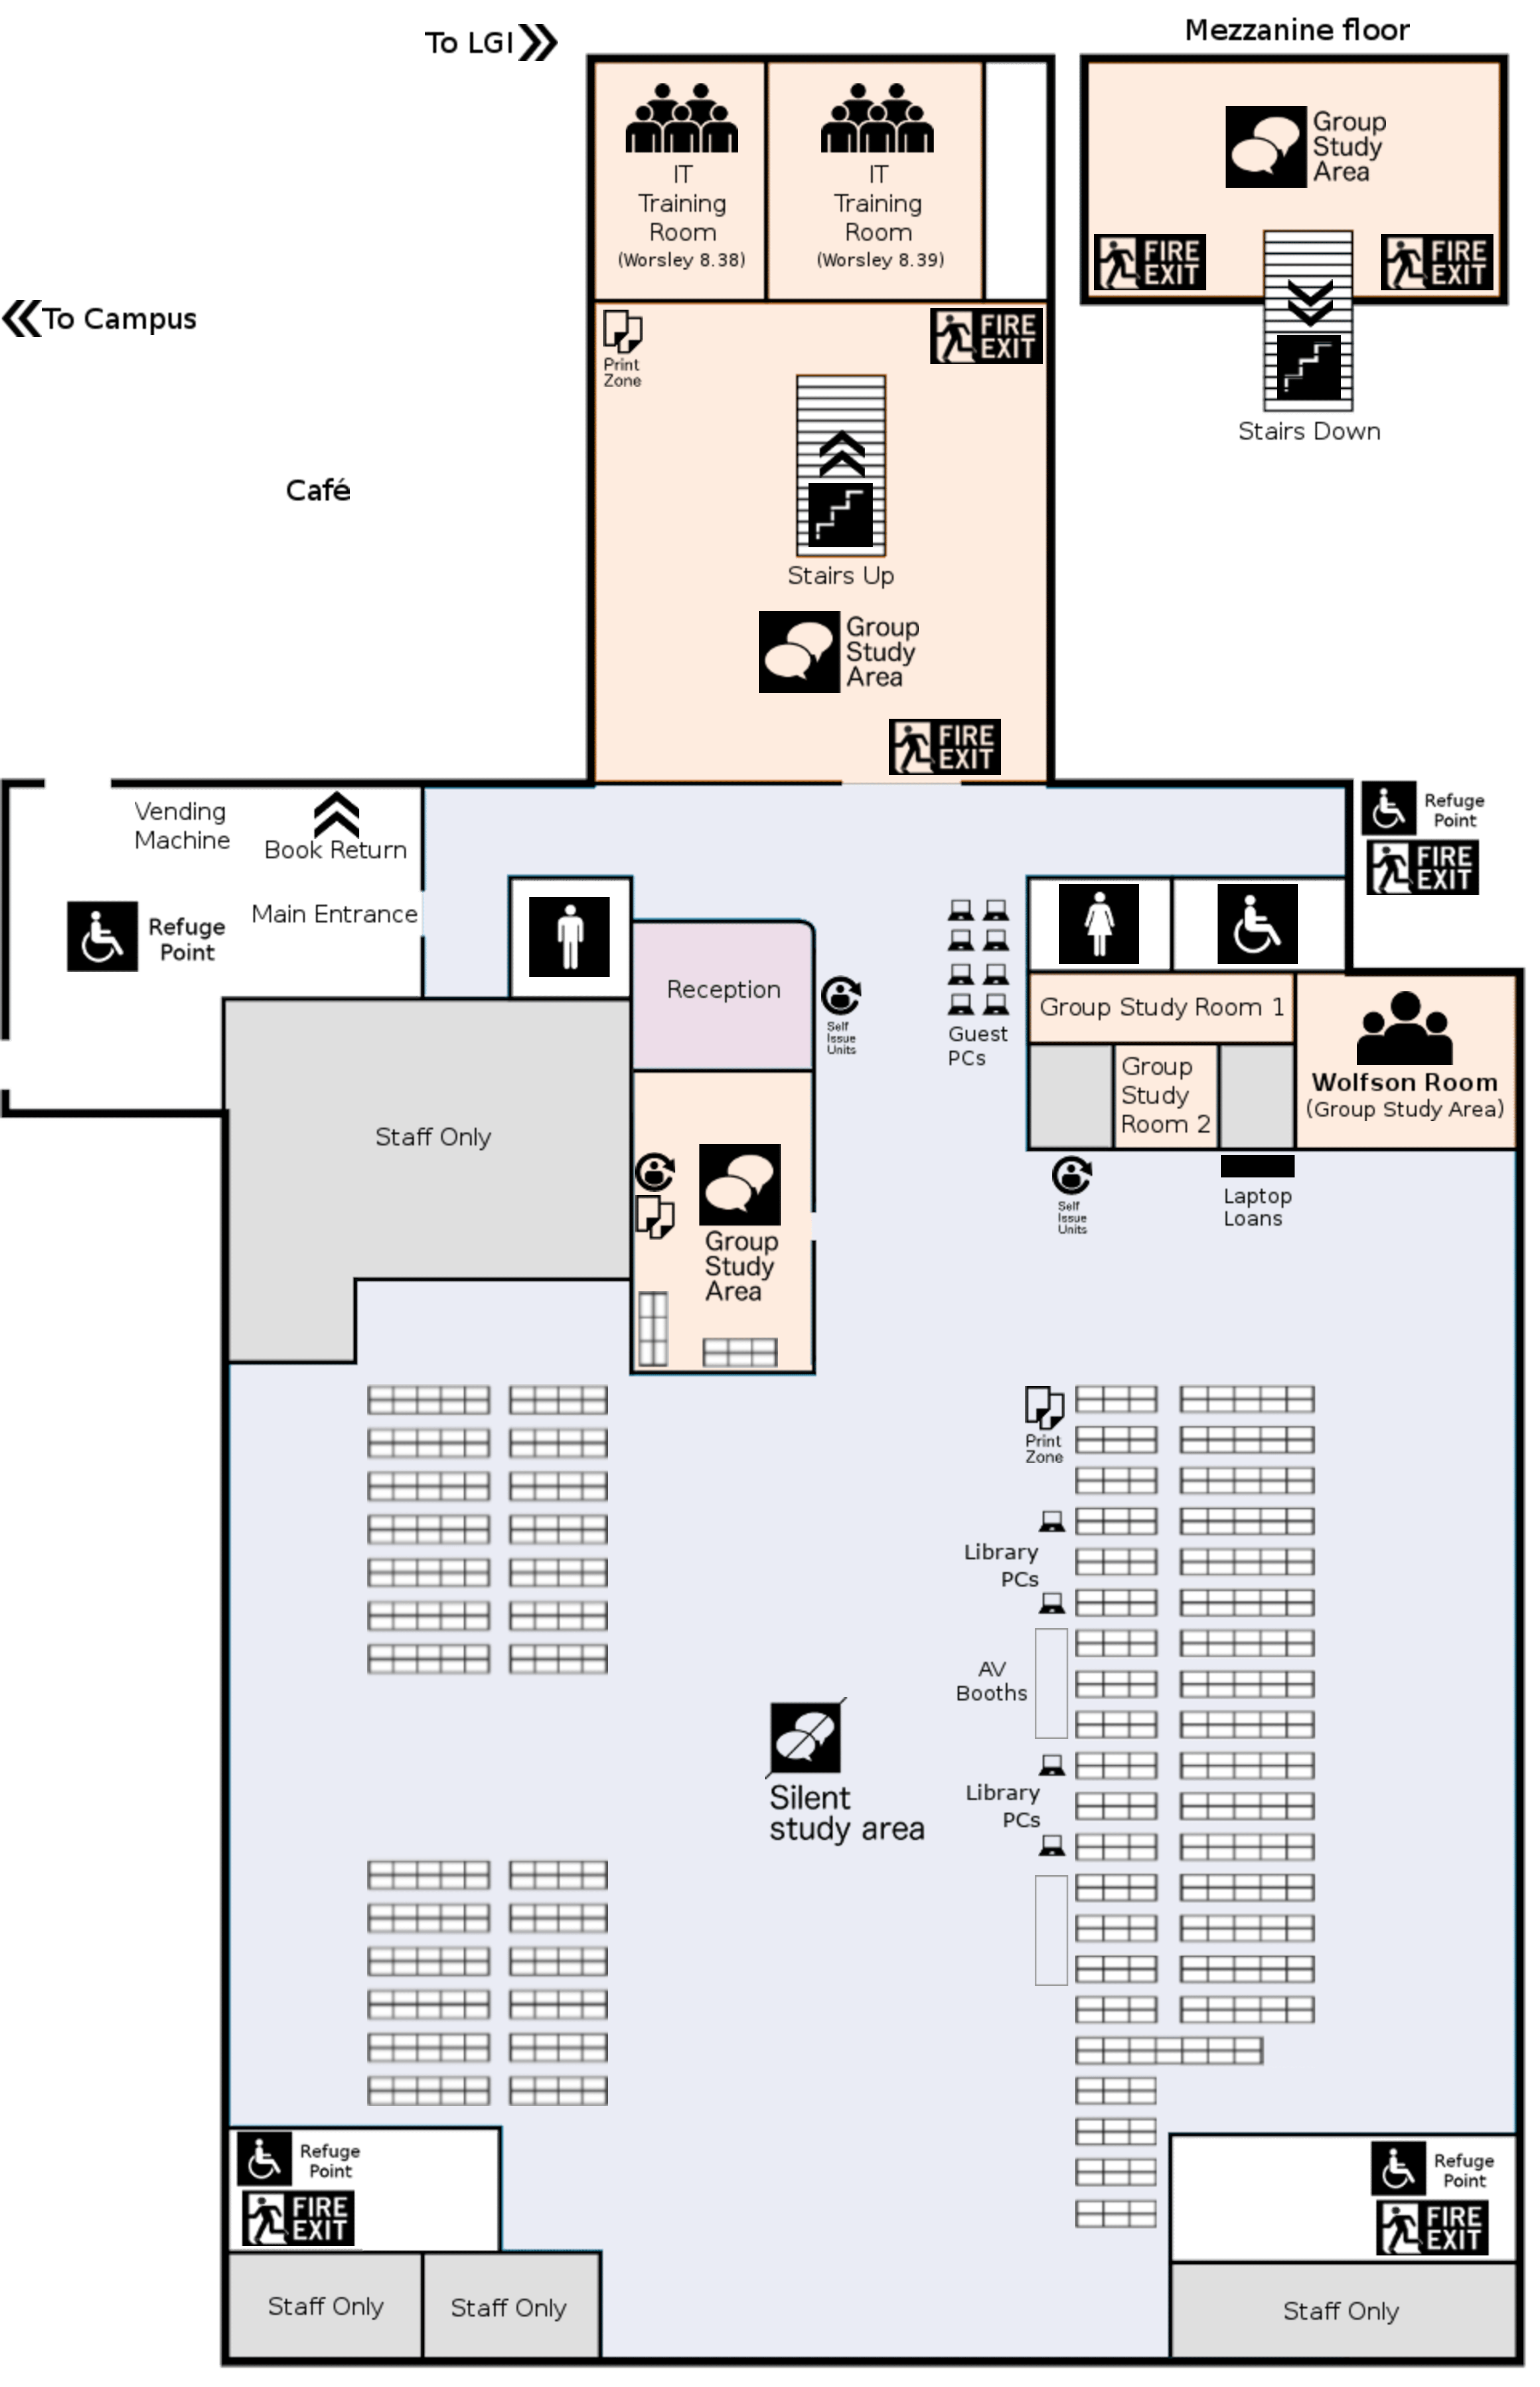 To LGI
Mezzanine floor
IT
Training
Room
(Worsley 8.38)
IT
Training
Room
(Worsley 8.39)
Group
Study
Area
FIRE
EXIT
FIRE
EXIT
Stairs Down
To Campus
Print
Zone
FIRE
EXIT
Café
Stairs Up
Group
Study
Area
FIRE
EXIT
Vending
Machine
Book Return
Main Entrance
Refuge
Point
Refuge
Point
FIRE
EXIT
Reception
Self
Issue
Units
Guest
PCs
Group Study Room 1
Group
Study
Room 2
Wolfson Room
(Group Study Area)
Staff Only
Group
Study
Area
Self
Issue
Units
Laptop
Loans
Print
Zone
Library
PCs
AV
Booths
Silent
study area
Library
PCs
Refuge
Point
FIRE
EXIT
Refuge
Point
FIRE
EXIT
Staff Only
Staff Only
Staff Only